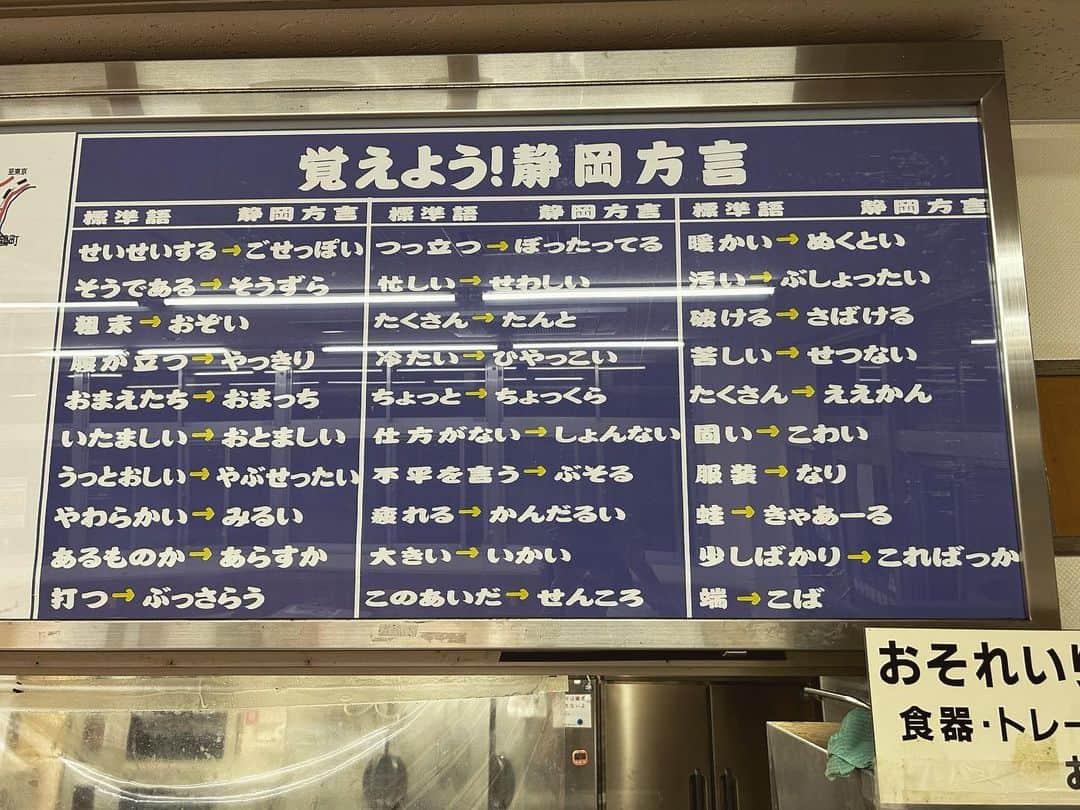 覚えよう!静岡方言
標準語 静岡方言
せいせいする→ごせっぽい
そうである→そうずら
粗末→おぞい
腹が立つ→やっきり
おまえたち→おまっち
いたましい→おとましい
うっとおしい→やぶせったい
やわらかい→みるい
あるものか→あらすか
打つ→ぶっさらう
標準語 静岡方言
つっ立つ→ぼったってる
忙しい→せわしい
たくさん→たんと
冷たい→ひやっこい
ちょっと→ちょっくら
仕方がない→しょんない
不平を言う→ぶそる
疲れる→かんだるい
大きい→いかい
このあいだ→せんころ
標準語 静岡方言
暖かい→ぬくとい
汚い→ぶしょったい
破ける→さばける
苦しい→せつない
たくさん→ええかん
固い→こわい
服装→なり
蛙→きゃあーる
少しばかり→こればっか
端→こば
至東京
町
おそれい
食器・トレー
お